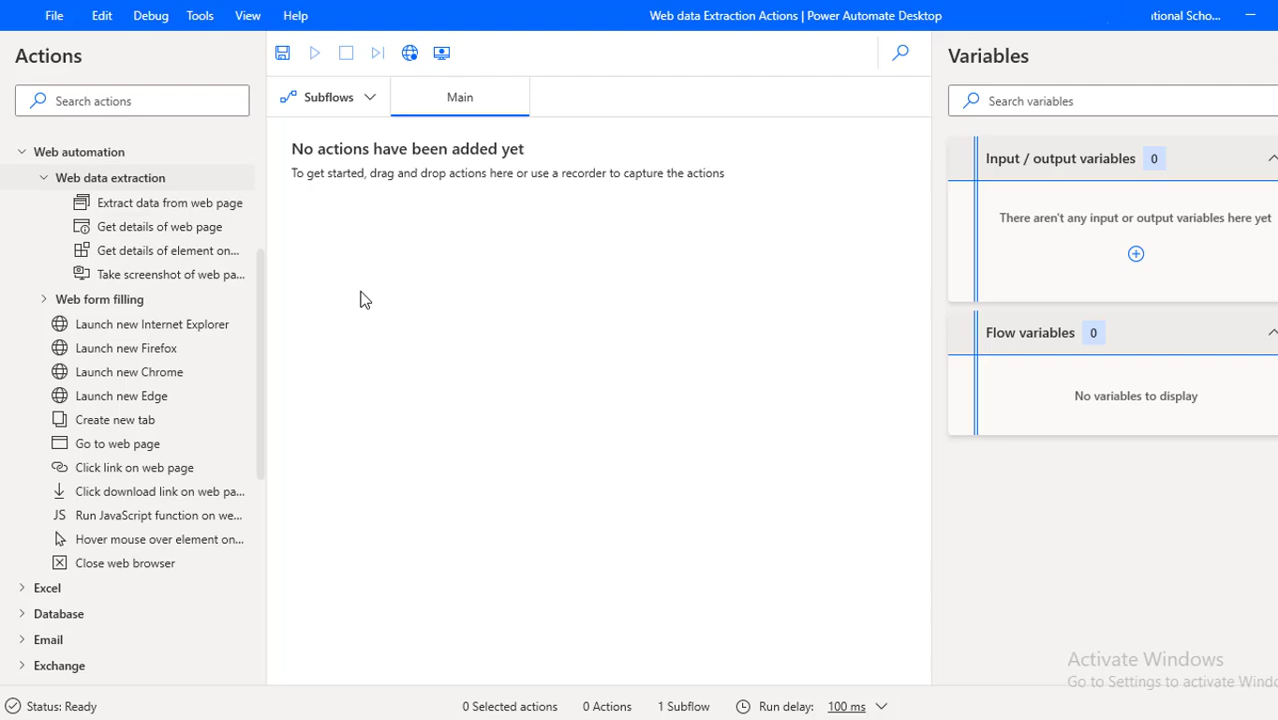 File Edit Debug Tools View Help Web data Extraction Actions | Power Automate Desktop tional Scho...
Actions
Search actions
Web automation
Web data extraction
Extract data from web page
Get details of web page
Get details of element on...
Take screenshot of web pa...
Web form filling
Launch new Internet Explorer
Launch new Firefox
Launch new Chrome
Launch new Edge
Create new tab
Go to web page
Click link on web page
Click download link on web pa...
JS Run JavaScript function on we...
Hover mouse over element on...
Close web browser
Excel
Database
Email
Exchange
Subflows Main
No actions have been added yet
To get started, drag and drop actions here or use a recorder to capture the actions
Variables
Search variables
Input / output variables 0
There aren't any input or output variables here yet
Flow variables 0
No variables to display
Activate Windows
Go to Settings to activate Windo
Status: Ready 0 Selected actions 0 Actions 1 Subflow Run delay: 100 ms